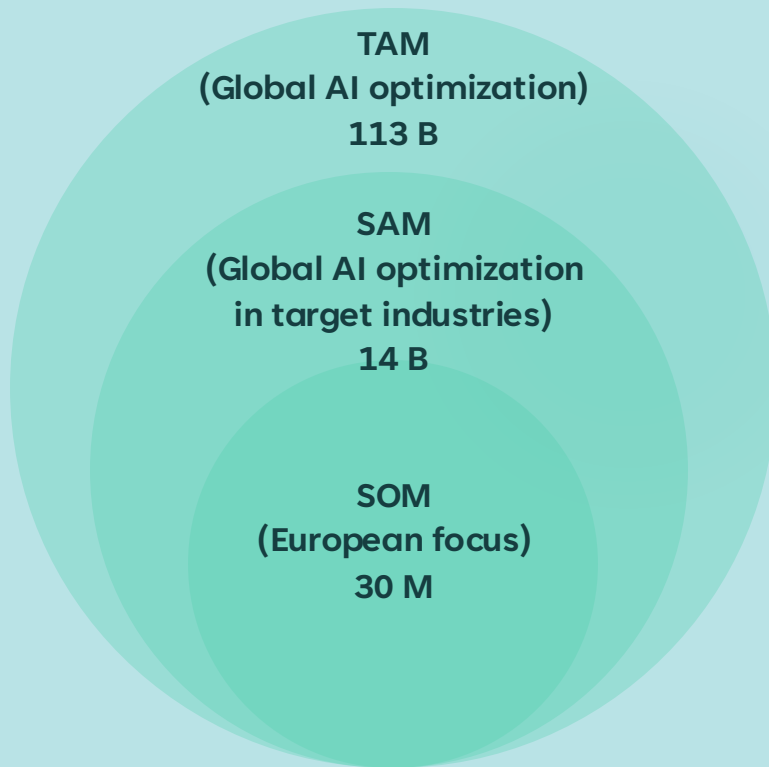 TAM
(Global AI optimization)
113 B
SAM
(Global AI optimization
in target industries)
14 B
SOM
(European focus)
30 M